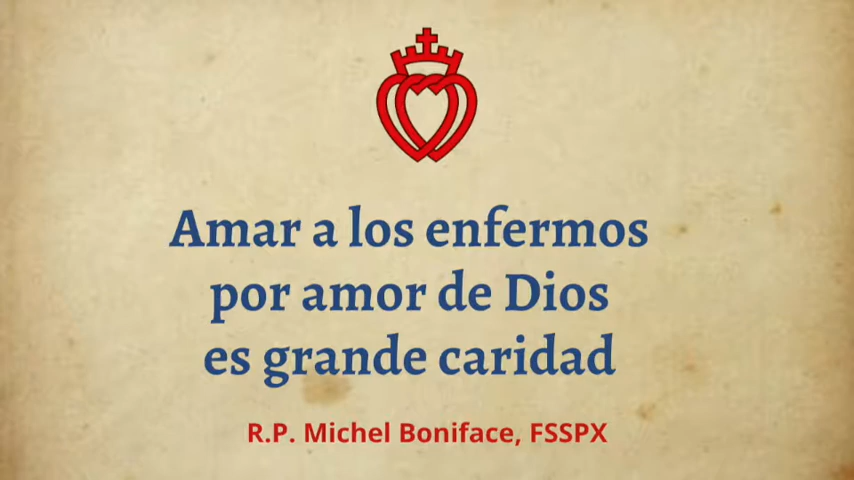 Amar a los enfermos
por amor de Dios
es grande caridad
R.P. Michel Boniface, FSSPX